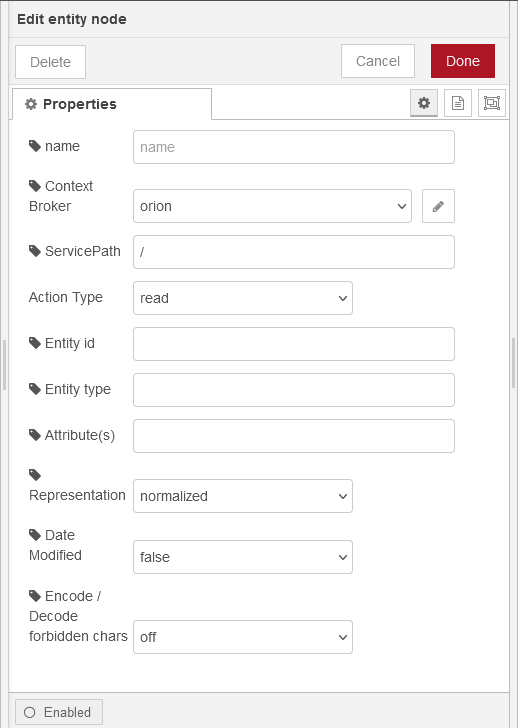 Edit entity node
Delete
Cancel
Done
Properties
name
name
Context
Broker
orion
ServicePath
/
Action Type
read
Entity id
Entity type
Attribute(s)
Representation
normalized
Date
Modified
false
Encode /
Decode
forbidden chars
off
Enabled